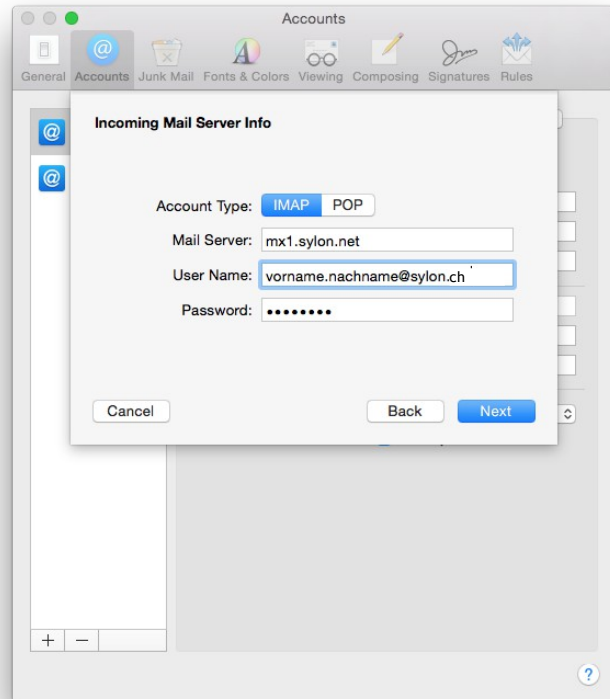 Accounts
General Accounts Junk Mail Fonts & Colors Viewing Composing Signatures Rules
Incoming Mail Server Info
Account Type: IMAP POP
Mail Server: mx1.sylon.net
User Name: vorname.nachname@sylon.ch
Password: ••••••••
Cancel Back Next
+ −
?